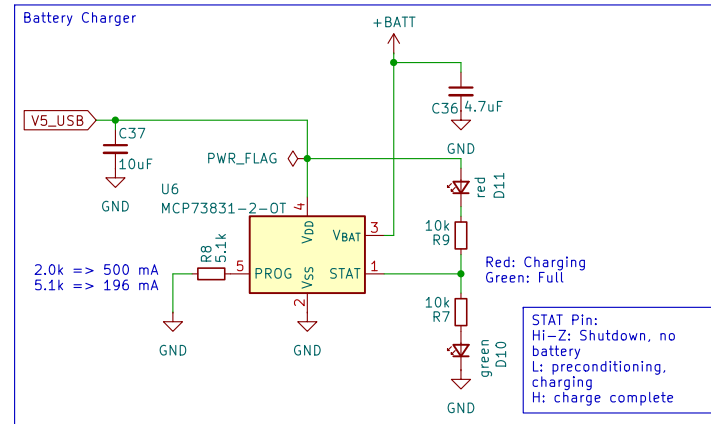 Battery Charger
+BATT
V5_USB
C37
10uF
GND
C36
4.7uF
GND
PWR_FLAG
U6
MCP73831-2-OT
4
VDD
VBAT
3
red
D11
10k
R9
R8
5.1k
5
PROG
VSS
STAT
1
2
2.0k => 500 mA
5.1k => 196 mA
Red: Charging
Green: Full
10k
R7
green
D10
GND
GND
GND
STAT Pin:
Hi-Z: Shutdown, no
battery
L: preconditioning,
charging
H: charge complete